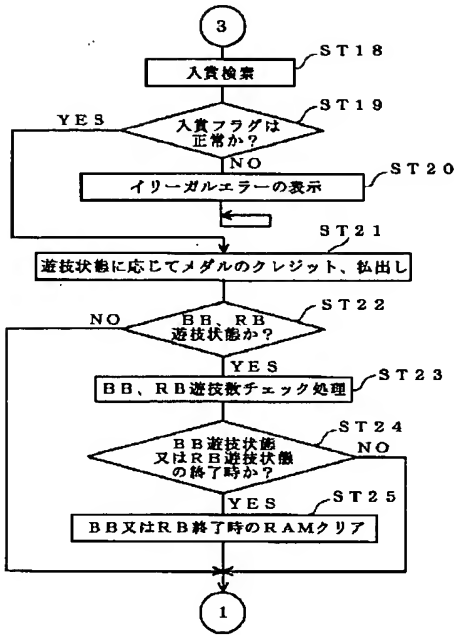 3
ST18
入賞検索
ST19
YES
入賞フラグは
正常か?
NO
ST20
イリーガルエラーの表示
ST21
遊技状態に応じてメダルのクレジット、払出し
ST22
NO
BB、RB
遊技状態か?
YES
ST23
BB、RB遊技数チェック処理
ST24
BB遊技状態
又はRB遊技状態
の終了時か?
NO
YES
ST25
BB又はRB終了時のRAMクリア
1